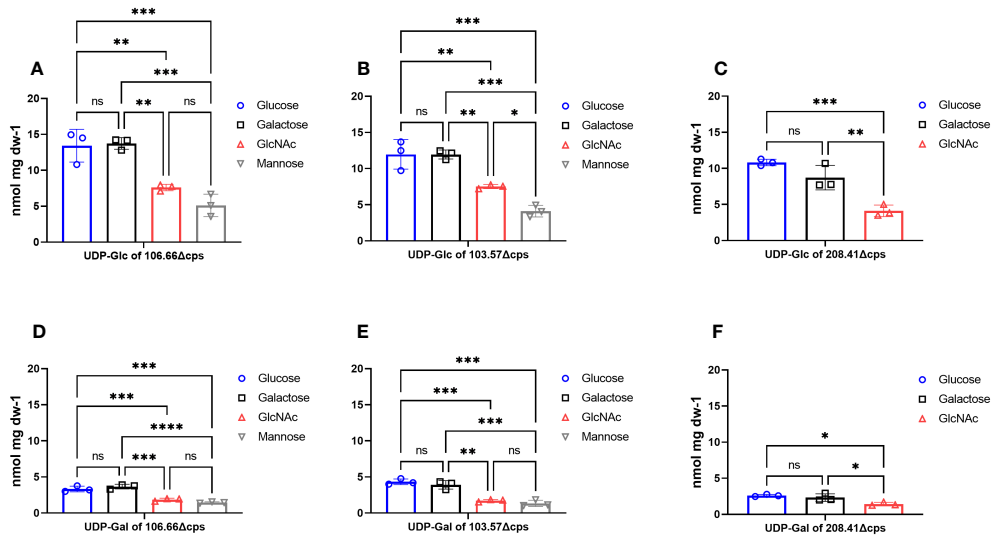 A
***
**
***
ns
**
ns
nmol mg dw-1
20
15
10
5
0
UDP-Glc of 106.66Δcps
Glucose
Galactose
GlcNAc
Mannose
B
***
**
***
ns
**
*
20
15
10
5
0
UDP-Glc of 103.57Δcps
Glucose
Galactose
GlcNAc
Mannose
C
***
ns
**
nmol mg dw-1
20
15
10
5
0
UDP-Glc of 208.41Δcps
Glucose
Galactose
GlcNAc
D
***
***
****
ns
***
ns
nmol mg dw-1
20
15
10
5
0
UDP-Gal of 106.66Δcps
Glucose
Galactose
GlcNAc
Mannose
E
***
***
***
ns
**
ns
20
15
10
5
0
UDP-Gal of 103.57Δcps
Glucose
Galactose
GlcNAc
Mannose
F
*
ns
*
nmol mg dw-1
20
15
10
5
0
UDP-Gal of 208.41Δcps
Glucose
Galactose
GlcNAc